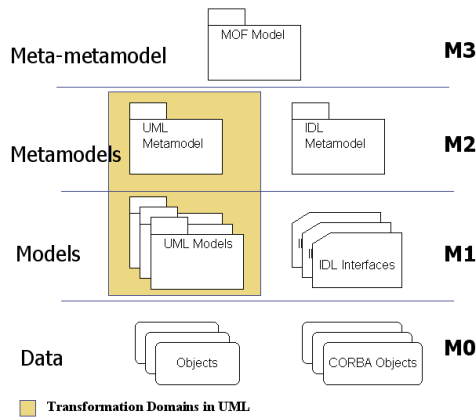 Meta-metamodel
MOF Model
M3
Metamodels
UML
Metamodel
IDL
Metamodel
M2
Models
UML Models
IDL Interfaces
M1
Data
Objects
CORBA Objects
M0
Transformation Domains in UML